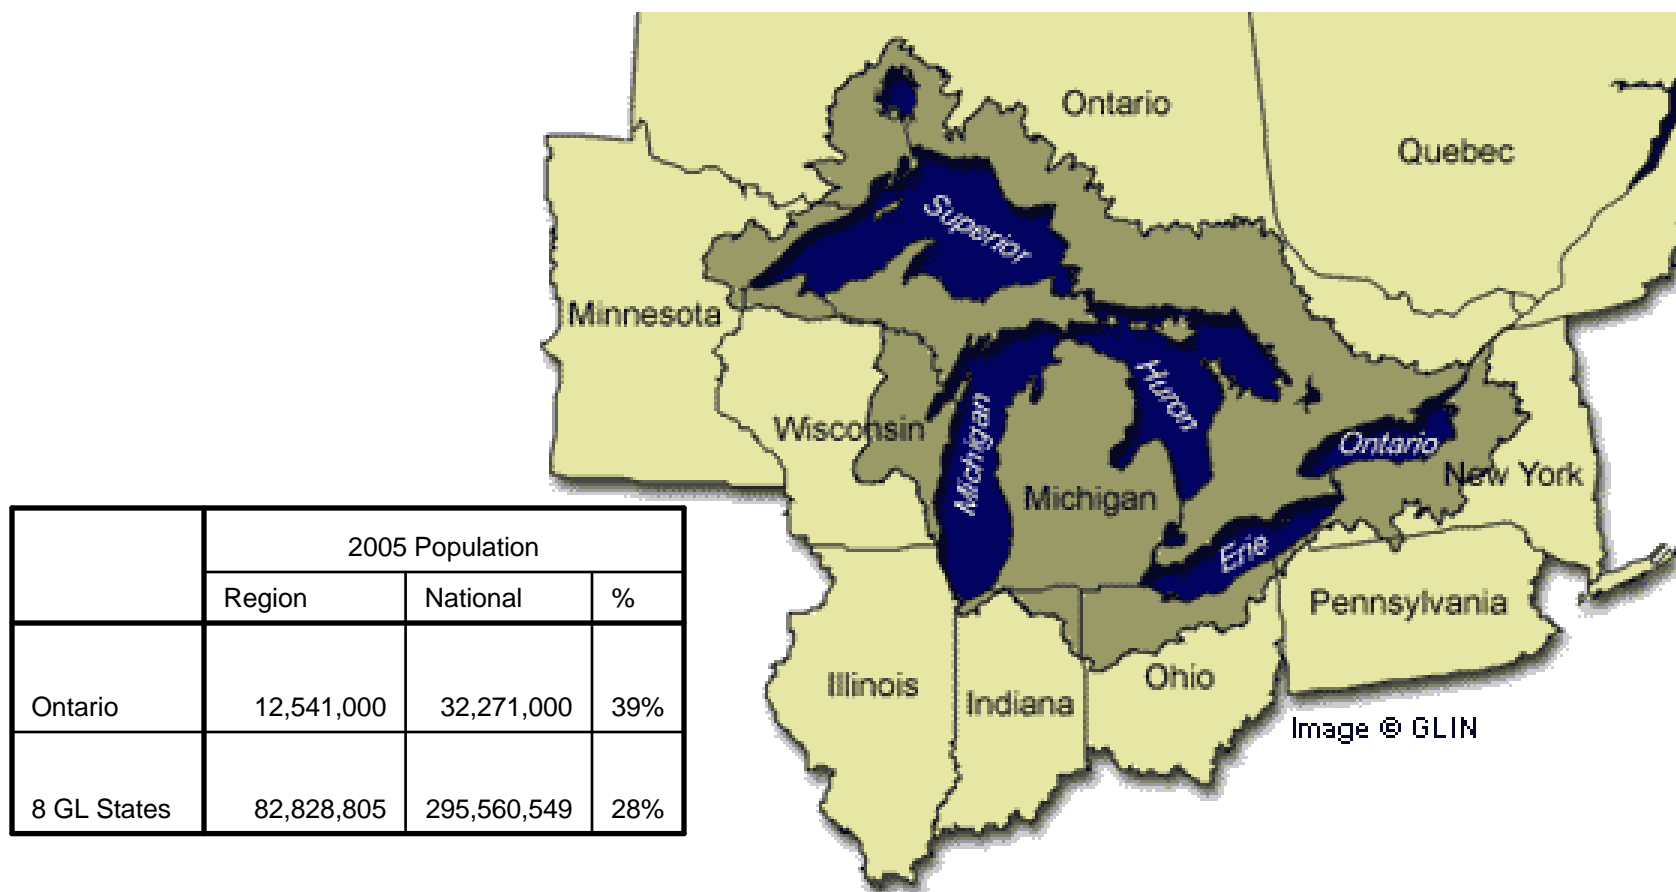 Ontario
Quebec
Superior
Minnesota
Huron
Michigan
Wisconsin
Ontario
New York
Michigan
Erie
Pennsylvania
Illinois
Indiana
Ohio
Image © GLIN
2005 Population
Region National %
Ontario 12,541,000 32,271,000 39%
8 GL States 82,828,805 295,560,549 28%